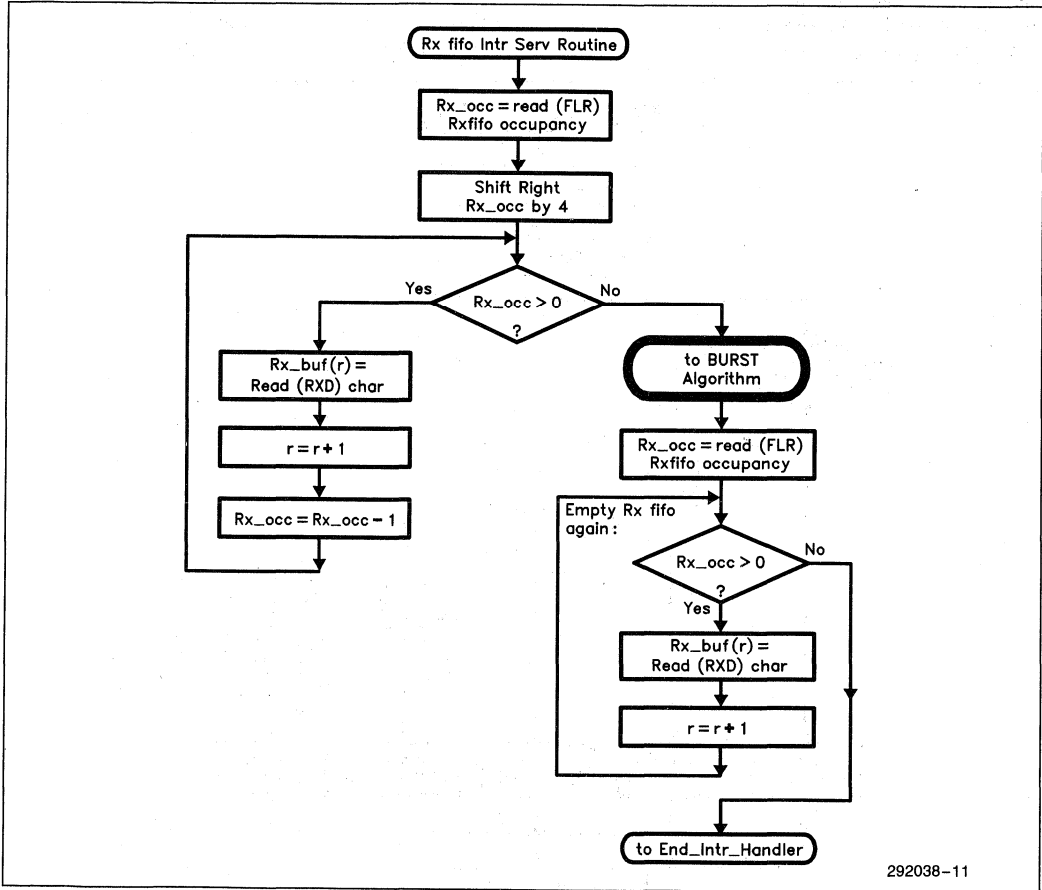 Rx fifo Intr Serv Routine
Rx_occ = read (FLR)
Rxfifo occupancy
Shift Right
Rx_occ by 4
Yes
Rx_occ > 0
?
No
Rx_buf(r) =
Read (RXD) char
r = r + 1
Rx_occ = Rx_occ - 1
to BURST
Algorithm
Rx_occ = read (FLR)
Rxfifo occupancy
Empty Rx fifo
again:
Rx_occ > 0
?
No
Yes
Rx_buf(r) =
Read (RXD) char
r = r + 1
to End_Intr_Handler
292038-11